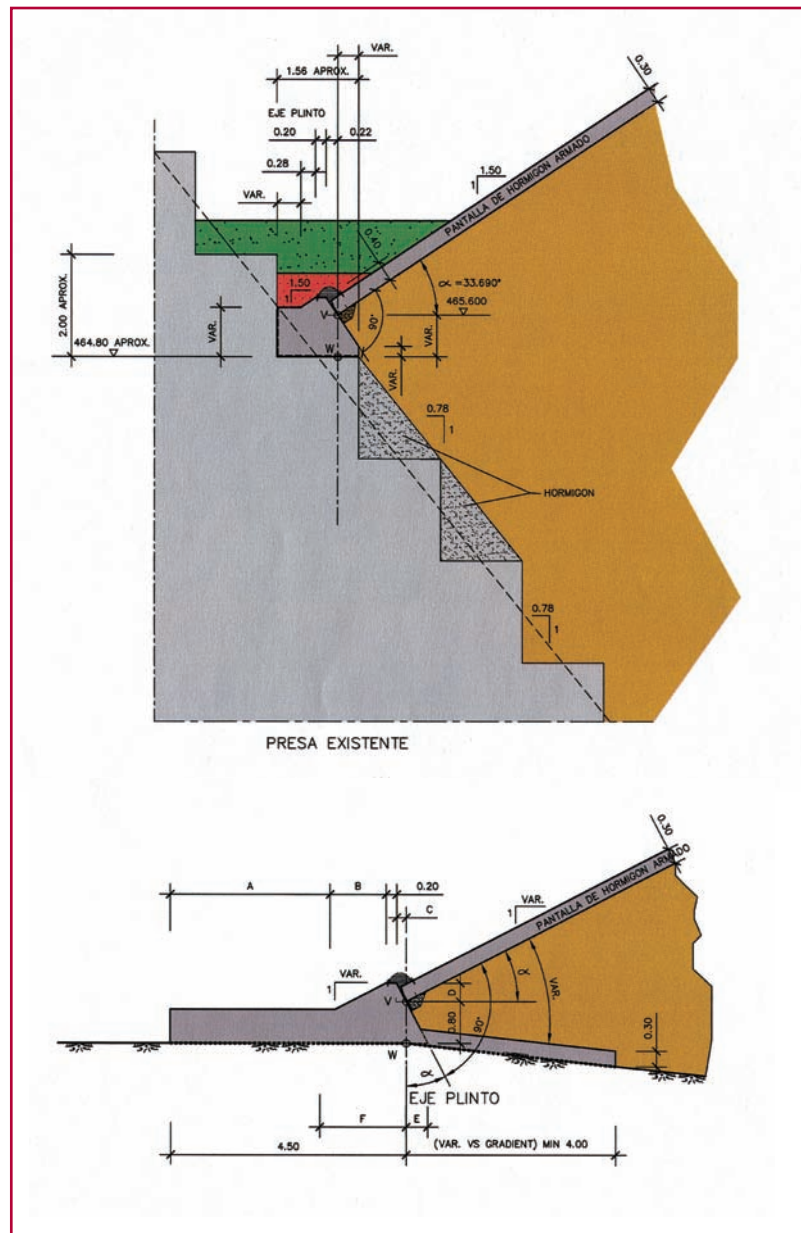 VAR.
1.56 APROX.
0.30
EJE PLINTO
0.20
0.22
0.28
VAR.
PANTALLA DE HORMIGON ARMADO
1.50
1
0.40
2.00 APROX.
1.50
1
α =33.690°
465.600
V
90°
VAR.
464.80 APROX.
VAR.
W
VAR.
0.78
1
HORMIGON
0.78
1
PRESA EXISTENTE
0.30
A
B
0.20
C
VAR.
1
PANTALLA DE HORMIGON ARMADO
VAR.
1
α
D
V
VAR.
0.80
90°
0.30
W
α
EJE PLINTO
F
E
4.50
(VAR. VS GRADIENT) MIN 4.00